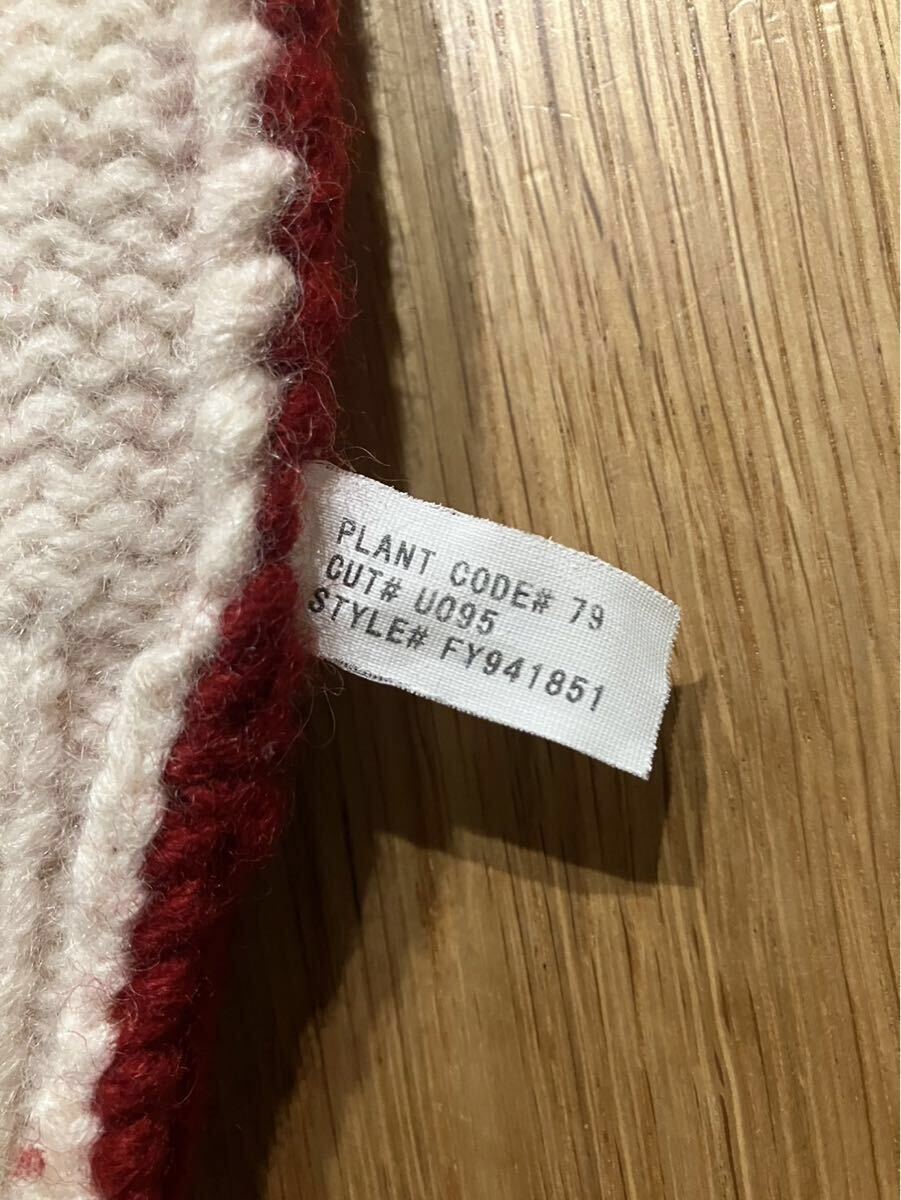 PLANT CODE# 79
CUT# U095
STYLE# FY941851